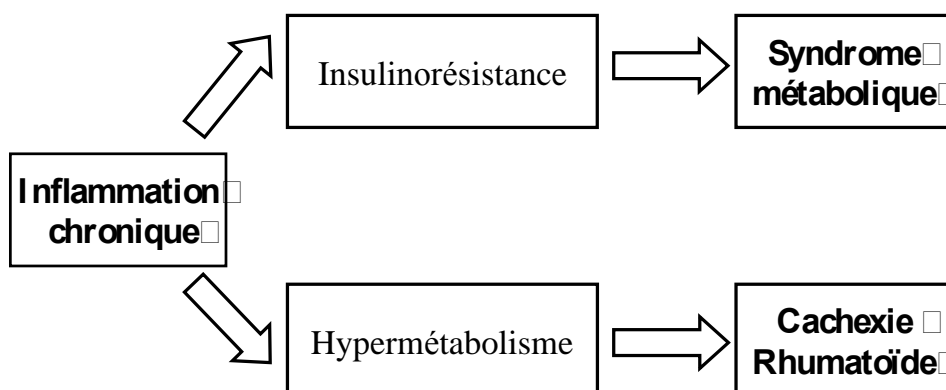 Insulinorésistance
Syndrome
métabolique
Inflammation
chronique
Hypermétabolisme
Cachexie
Rhumatoïde